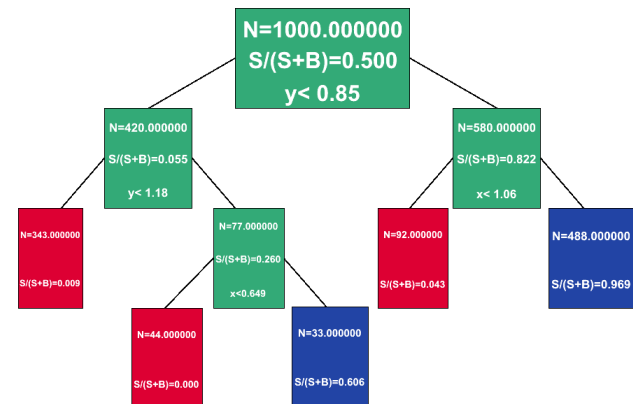 N=1000.000000
S/(S+B)=0.500
y< 0.85
N=420.000000
S/(S+B)=0.055
y< 1.18
N=580.000000
S/(S+B)=0.822
x< 1.06
N=343.000000
S/(S+B)=0.009
N=77.000000
S/(S+B)=0.260
x<0.649
N=92.000000
S/(S+B)=0.043
N=488.000000
S/(S+B)=0.969
N=44.000000
S/(S+B)=0.000
N=33.000000
S/(S+B)=0.606